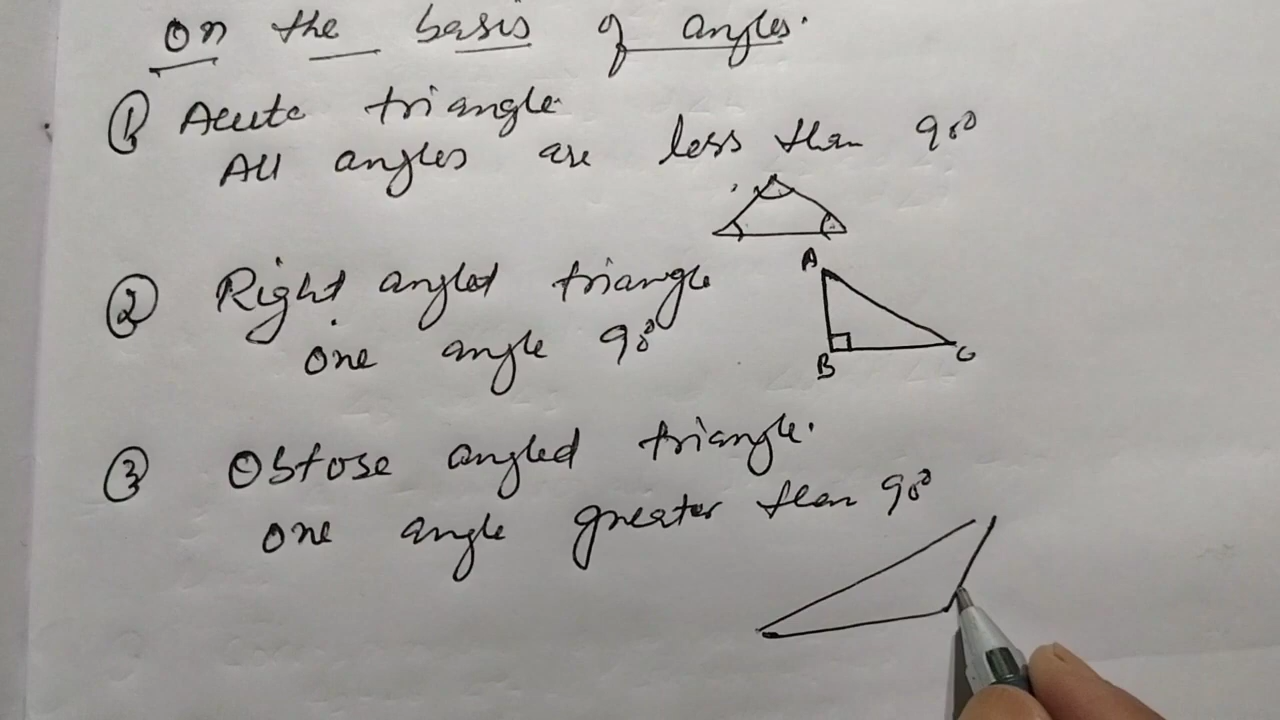 On the basis of angles.
① Acute triangle.
All angles are less than 90°
② Right angled triangle
one angle 90°
A
B
C
③ Obtose angled triangle.
one angle greater than 90°